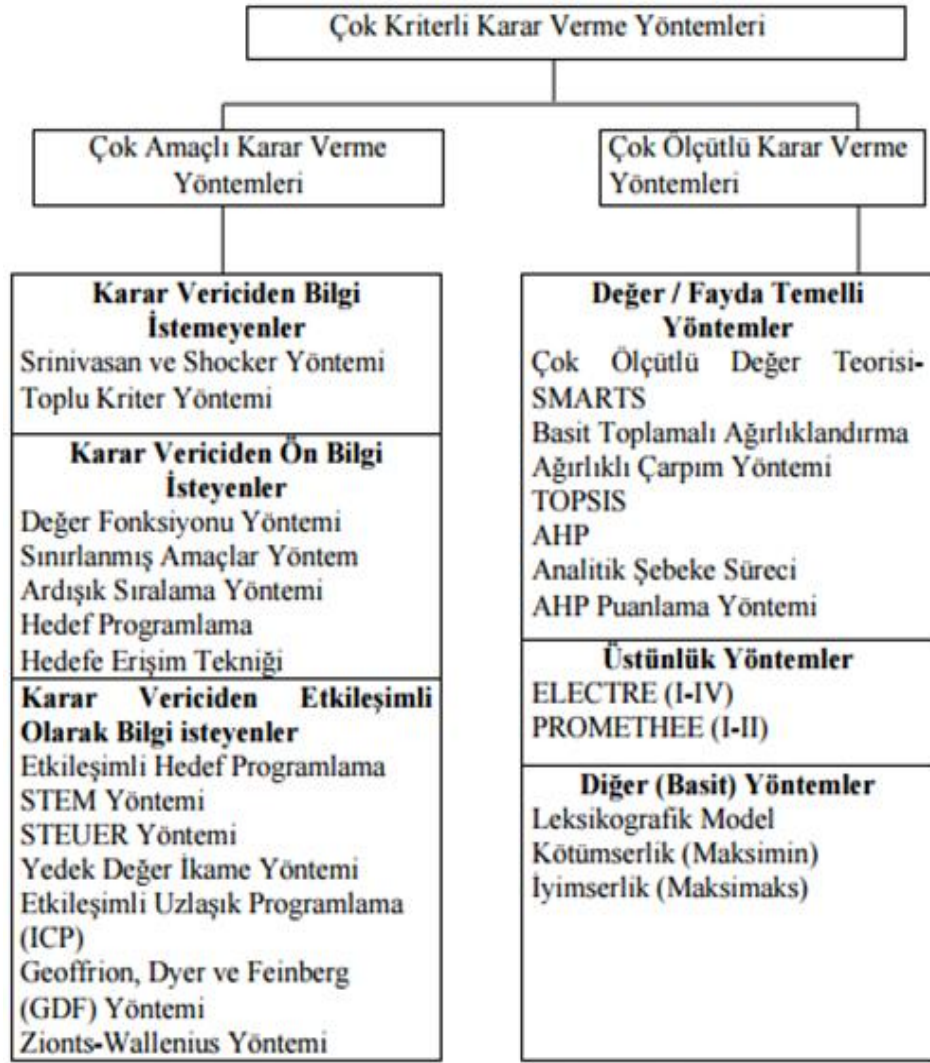 Çok Kriterli Karar Verme Yöntemleri
Çok Amaçlı Karar Verme
Yöntemleri
Çok Ölçütlü Karar Verme
Yöntemleri
Karar Vericiden Bilgi
İstemeyenler
Srinivasan ve Shocker Yöntemi
Toplu Kriter Yöntemi
Karar Vericiden Ön Bilgi
İsteyenler
Değer Fonksiyonu Yöntemi
Sınırlanmış Amaçlar Yöntem
Ardışık Sıralama Yöntemi
Hedef Programlama
Hedefe Erişim Tekniği
Karar Vericiden Etkileşimli
Olarak Bilgi isteyenler
Etkileşimli Hedef Programlama
STEM Yöntemi
STEUER Yöntemi
Yedek Değer İkame Yöntemi
Etkileşimli Uzlaşık Programlama
(ICP)
Geoffrion, Dyer ve Feinberg
(GDF) Yöntemi
Zionts-Wallenius Yöntemi
Değer / Fayda Temelli
Yöntemler
Çok Ölçütlü Değer Teorisi-
SMARTS
Basit Toplamalı Ağırlıklandırma
Ağırlıklı Çarpım Yöntemi
TOPSIS
AHP
Analitik Şebeke Süreci
AHP Puanlama Yöntemi
Üstünlük Yöntemler
ELECTRE (I-IV)
PROMETHEE (I-II)
Diğer (Basit) Yöntemler
Leksikografik Model
Kötümserlik (Maksimin)
İyimserlik (Maksimaks)